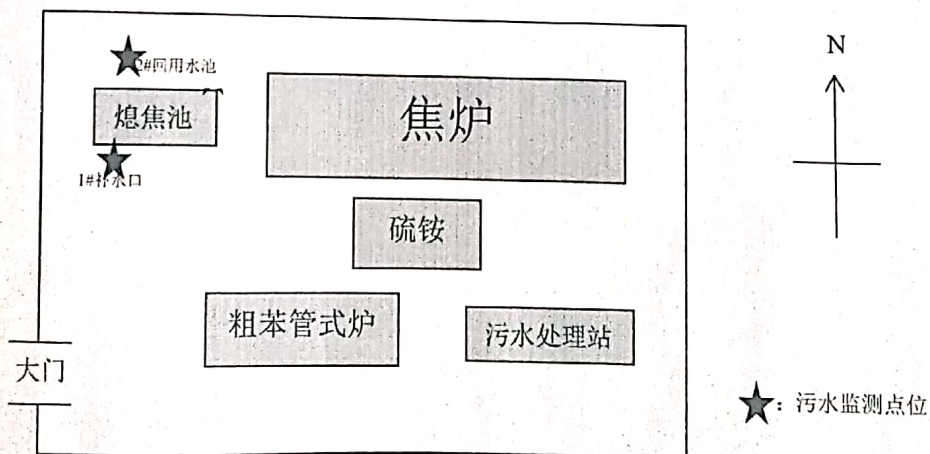 N
2#回用水池
熄焦池
焦炉
1#补水口
硫铵
粗苯管式炉
污水处理站
大门
★：污水监测点位